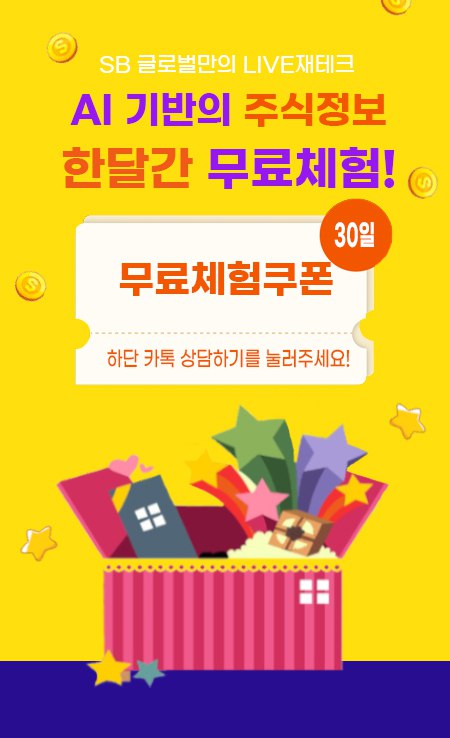 SB 글로벌만의 LIVE재테크
AI 기반의 주식정보
한달간 무료체험!
30일
무료체험쿠폰
하단 카톡 상담하기를 눌러주세요!